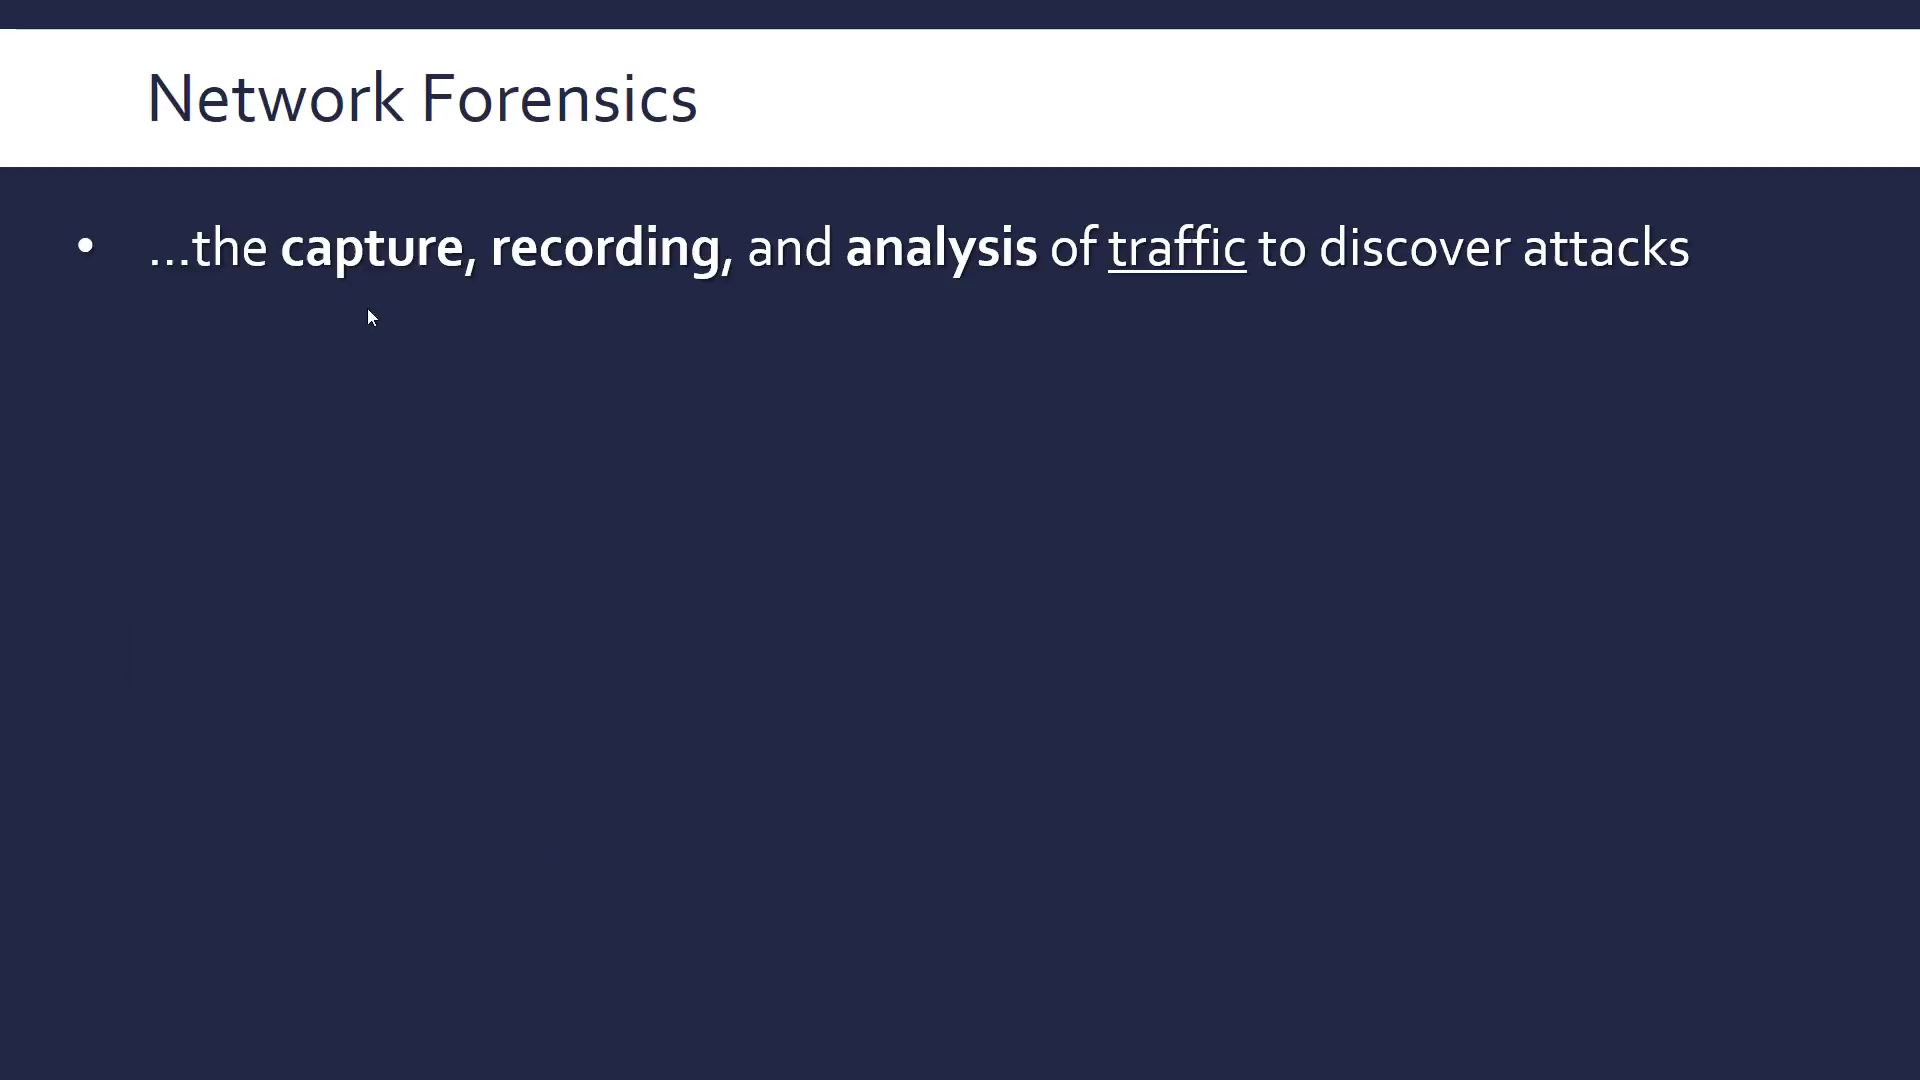 Network Forensics
• ...the capture, recording, and analysis of traffic to discover attacks